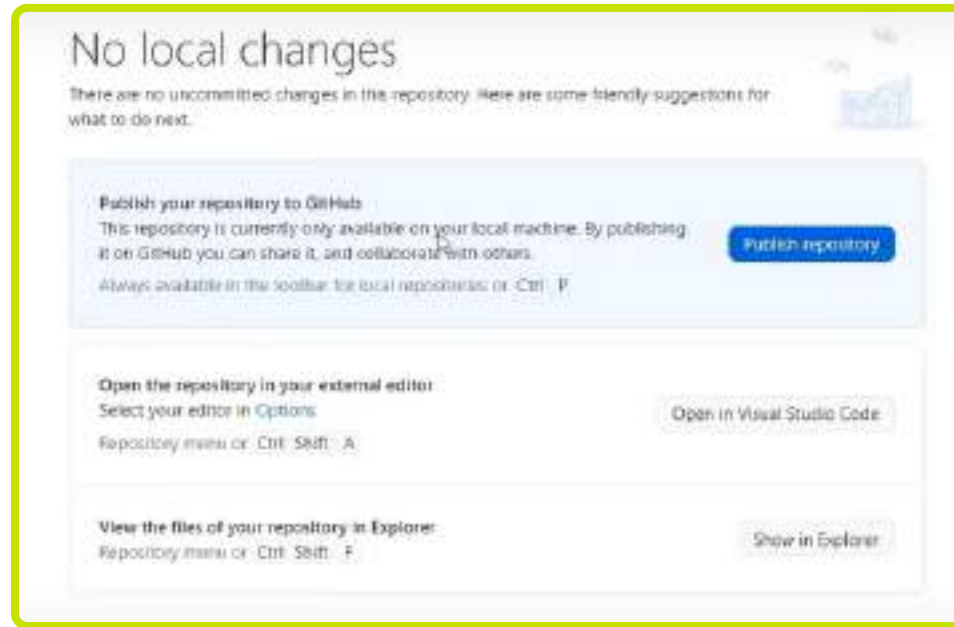 No local changes
There are no uncommitted changes in this repository. Here are some friendly suggestions for
what to do next.
Publish your repository to GitHub
This repository is currently only available on your local machine. By publishing
it on GitHub you can share it, and collaborate with others.
Always available in the toolbar for local repositories or Ctrl P
Publish repository
Open the repository in your external editor
Select your editor in Options
Repository menu or Ctrl Shift A
Open in Visual Studio Code
View the files of your repository in Explorer
Repository menu or Ctrl Shift F
Show in Explorer